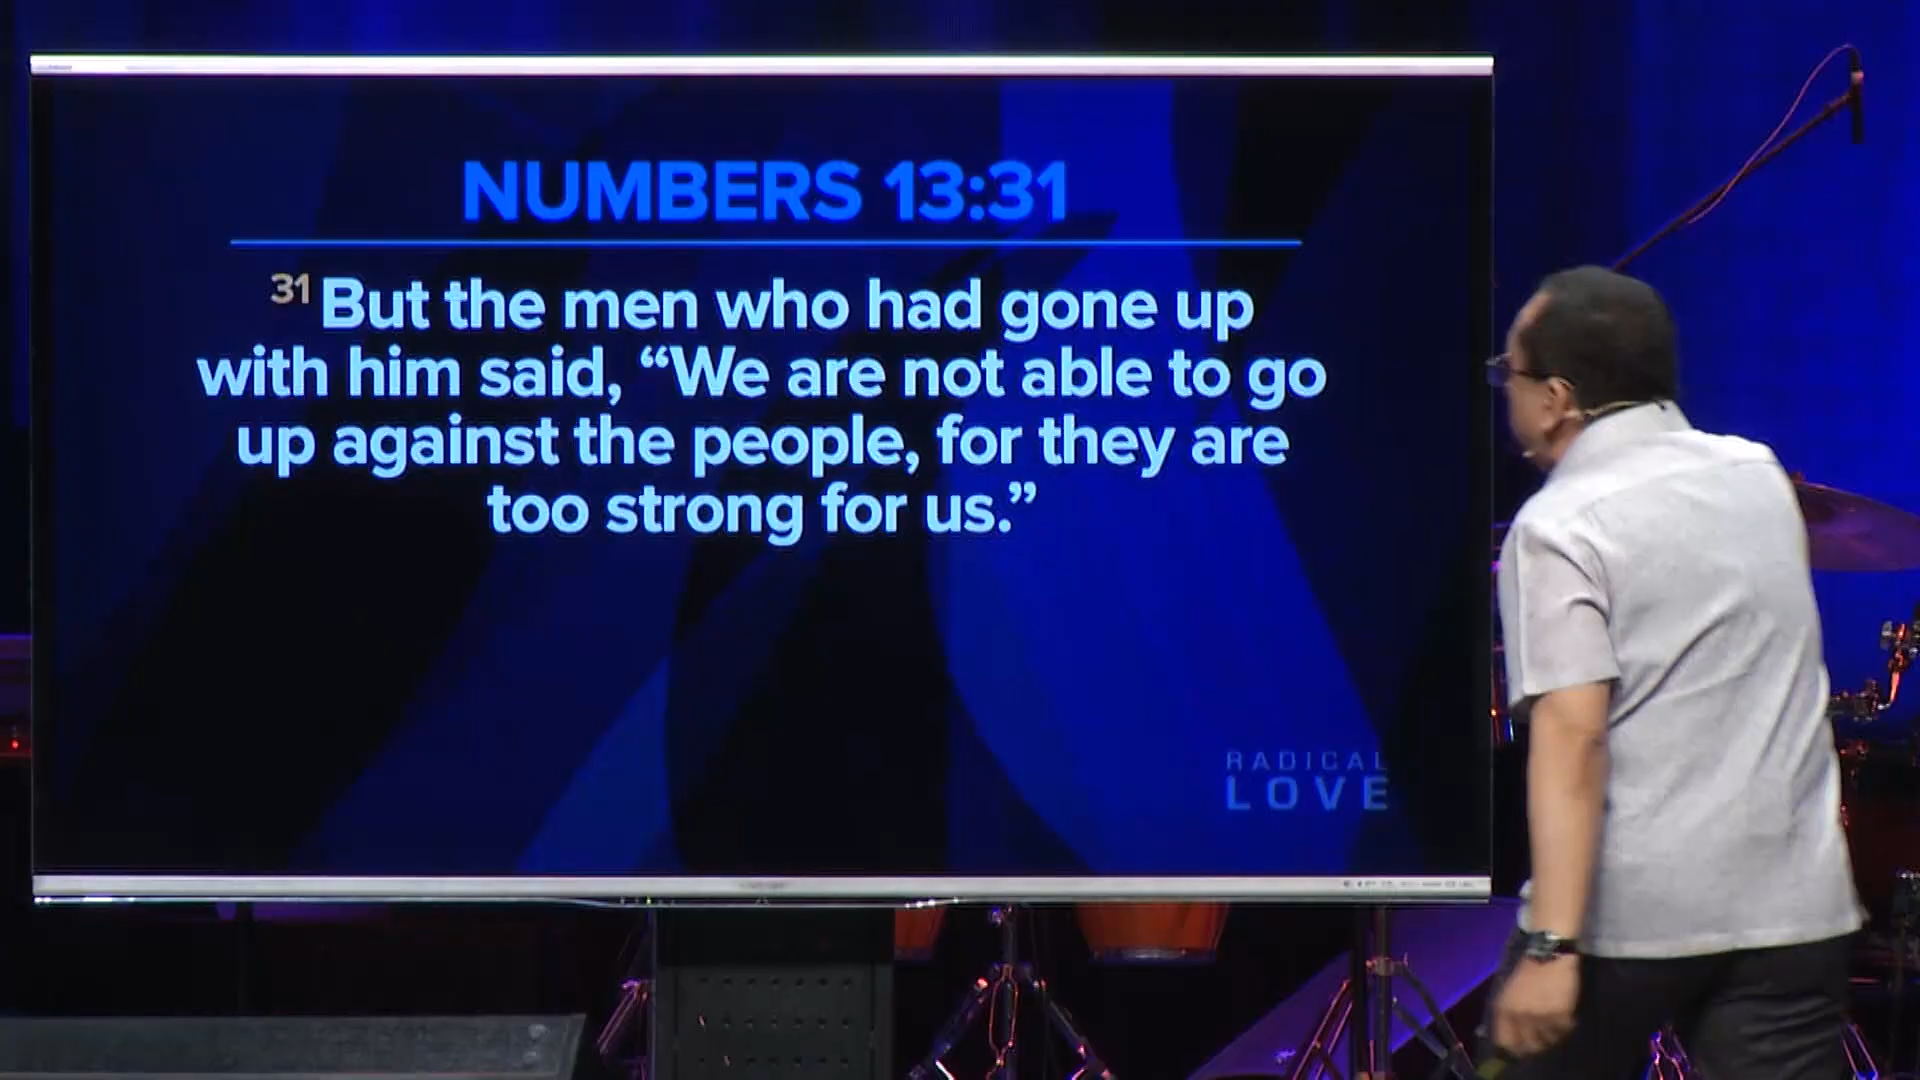 NUMBERS 13:31
31 But the men who had gone up
with him said, “We are not able to go
up against the people, for they are
too strong for us.”
RADICAL
LOVE